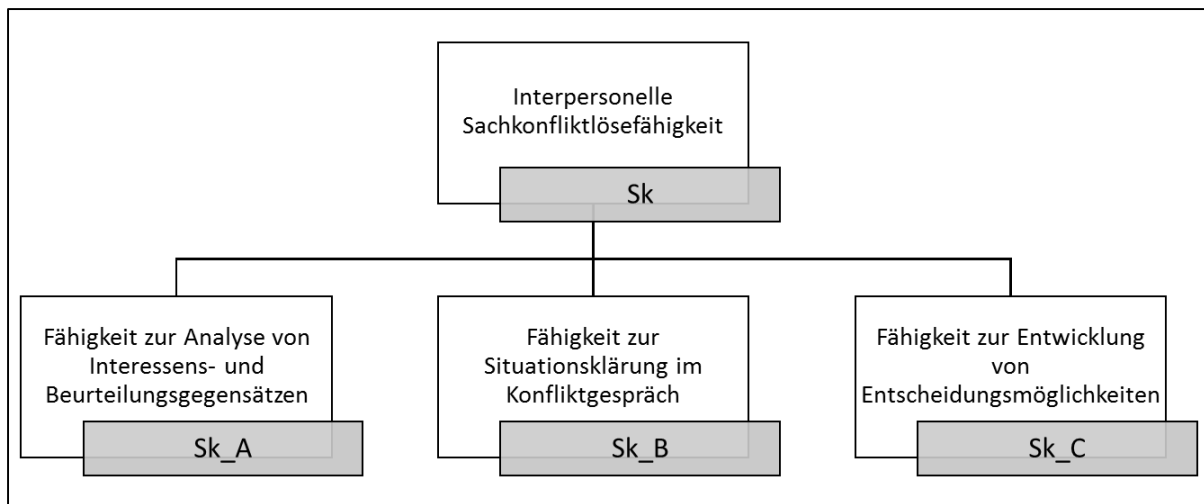 Interpersonelle
Sachkonfliktlösefähigkeit
Sk
Fähigkeit zur Analyse von
Interessens- und
Beurteilungsgegensätzen
Sk_A
Fähigkeit zur
Situationsklärung im
Konfliktgespräch
Sk_B
Fähigkeit zur Entwicklung
von
Entscheidungsmöglichkeiten
Sk_C